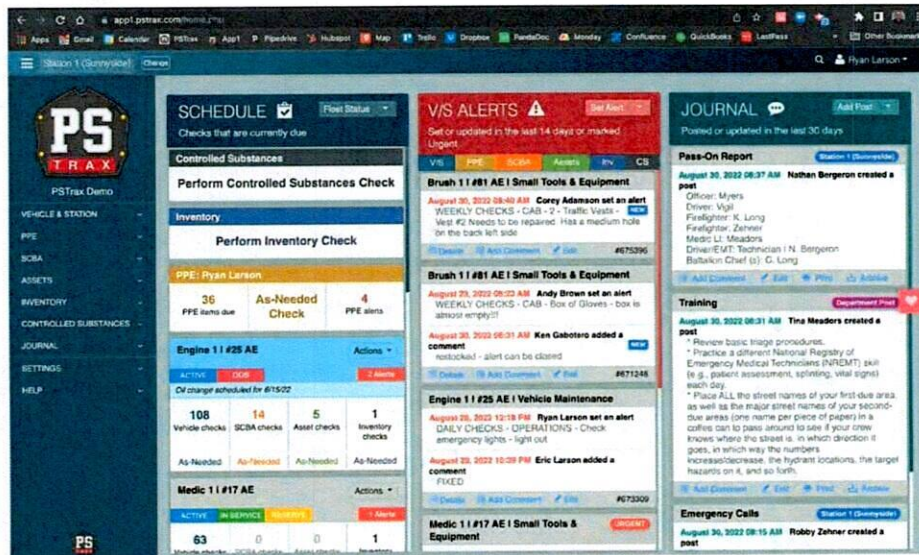 app1.pstrax.com/home.php
Apps Gmail Calendar PSTrax App1 Pipedrive Hubspot Map Trello Dropbox PandaDoc Monday Confluence QuickBooks LastPass Other Bookmarks
Station 1 (Sunnyside) Change Ryan Larson
PS
TRAX
PSTrax Demo
VEHICLE & STATION
PPE
SCBA
ASSETS
INVENTORY
CONTROLLED SUBSTANCES
JOURNAL
SETTINGS
HELP
PS
SCHEDULE Fleet Status
Checks that are currently due
Controlled Substances
Perform Controlled Substances Check
Inventory
Perform Inventory Check
PPE: Ryan Larson
36 As-Needed 4
PPE items due Check PPE alerts
Engine 1 | #25 AE Actions
ACTIVE OOS 2 Alerts
Oil change scheduled for 6/15/22
108 14 5 1
Vehicle checks SCBA checks Asset checks Inventory checks
As-Needed As-Needed As-Needed As-Needed
Medic 1 | #17 AE Actions
ACTIVE IN SERVICE RESERVE 1 Alerts
63 0 0 1
Vehicle checks SCBA checks Asset checks Inventory
V/S ALERTS Set Alert
Set or updated in the last 14 days or marked
Urgent
V/S PPE SCBA Assets Inv CS
Brush 1 | #81 AE | Small Tools & Equipment
August 30, 2022 08:40 AM Corey Adamson set an alert
WEEKLY CHECKS - CAB - 2 - Traffic Vests - NEW
Vest #2 Needs to be repaired. Has a medium hole
on the back left side
Details Add Comment Edit #675396
Brush 1 | #81 AE | Small Tools & Equipment
August 23, 2022 08:22 AM Andy Brown set an alert
WEEKLY CHECKS - CAB - Box of Gloves - box is
almost empty!!!
August 30, 2022 06:31 AM Ken Gabotero added a
comment NEW
restocked - alert can be closed
Details Add Comment Edit #671248
Engine 1 | #25 AE | Vehicle Maintenance
August 28, 2022 12:18 PM Ryan Larson set an alert
DAILY CHECKS - OPERATIONS - Check
emergency lights - light out
August 29, 2022 10:39 PM Eric Larson added a
comment
FIXED
Details Add Comment Edit #673309
Medic 1 | #17 AE | Small Tools & URGENT
Equipment
JOURNAL Add Post
Posted or updated in the last 30 days
Pass-On Report Station 1 (Sunnyside)
August 30, 2022 08:37 AM Nathan Bergeron created a
post
Officer: Myers
Driver: Vigil
Firefighter: K. Long
Firefighter: Zehner
Medic Lt: Meadors
Driver/EMT: Technician | N. Bergeron
Battalion Chief (s): G. Long
Add Comment Edit Print Archive
Training Department Post
August 30, 2022 08:31 AM Tina Meadors created a
post
* Review basic triage procedures.
* Practice a different National Registry of
Emergency Medical Technicians (NREMT) skill
(e.g., patient assessment, splinting, vital signs)
each day.
* Place ALL the street names of your first-due area,
as well as the major street names of your second-
due areas (one name per piece of paper) in a
coffee can to pass around to see if your crew
knows where the street is, in which direction it
goes, in which way the numbers
increase/decrease, the hydrant locations, the target
hazards on it, and so forth.
Add Comment Edit Print Archive
Emergency Calls Station 1 (Sunnyside)
August 30, 2022 08:15 AM Robby Zehner created a
post